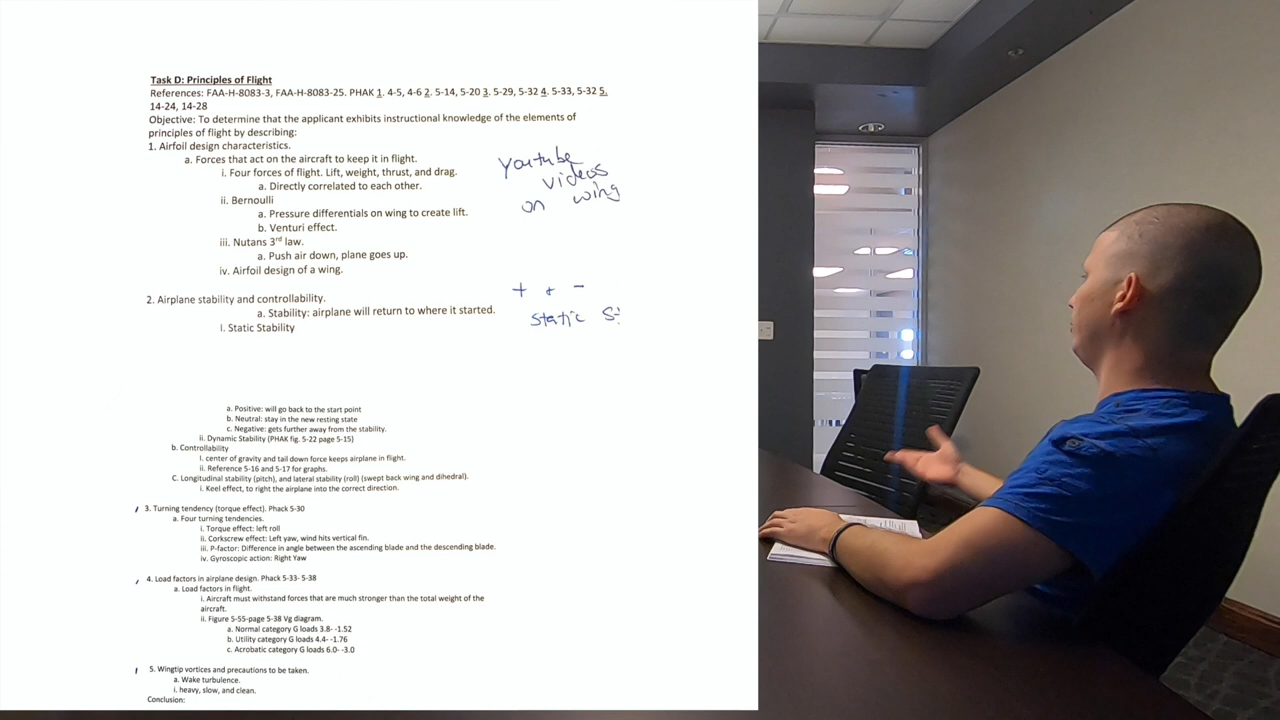 Task D: Principles of Flight
References: FAA-H-8083-3, FAA-H-8083-25. PHAK 1. 4-5, 4-6 2. 5-14, 5-20 3. 5-29, 5-32 4. 5-33, 5-32 5.
14-24, 14-28
Objective: To determine that the applicant exhibits instructional knowledge of the elements of
principles of flight by describing:
1. Airfoil design characteristics.
a. Forces that act on the aircraft to keep it in flight.
i. Four forces of flight. Lift, weight, thrust, and drag.
a. Directly correlated to each other.
ii. Bernoulli
a. Pressure differentials on wing to create lift.
b. Venturi effect.
iii. Nutans 3rd law.
a. Push air down, plane goes up.
iv. Airfoil design of a wing.
Youtube
videos
on wing
2. Airplane stability and controllability.
a. Stability: airplane will return to where it started.
i. Static Stability
+ + -
static
a. Positive: will go back to the start point
b. Neutral: stay in the new resting state
c. Negative: gets further away from the stability.
ii. Dynamic Stability (PHAK fig. 5-22 page 5-15)
b. Controllability
I. center of gravity and tail down force keeps airplane in flight.
ii. Reference 5-16 and 5-17 for graphs.
C. Longitudinal stability (pitch), and lateral stability (roll) (swept back wing and dihedral).
i. Keel effect, to right the airplane into the correct direction.
3. Turning tendency (torque effect). Phack 5-30
a. Four turning tendencies.
i. Torque effect: left roll
ii. Corkscrew effect: Left yaw, wind hits vertical fin.
iii. P-factor: Difference in angle between the ascending blade and the descending blade.
iv. Gyroscopic action: Right Yaw
4. Load factors in airplane design. Phack 5-33- 5-38
a. Load factors in flight.
i. Aircraft must withstand forces that are much stronger than the total weight of the
aircraft.
ii. Figure 5-55-page 5-38 Vg diagram.
a. Normal category G loads 3.8- -1.52
b. Utility category G loads 4.4- -1.76
c. Acrobatic category G loads 6.0- -3.0
5. Wingtip vortices and precautions to be taken.
a. Wake turbulence.
i. heavy, slow, and clean.
Conclusion: